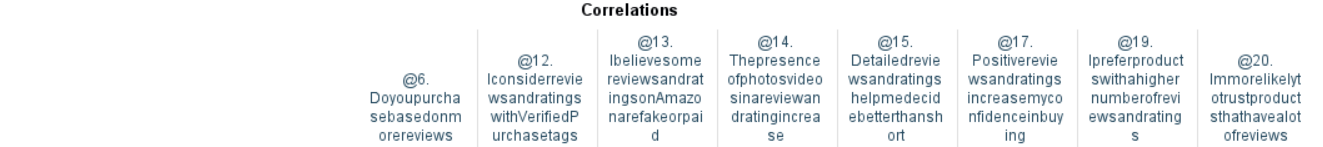 Correlations
@6.
Doyoupurcha
sebasedonm
orereviews
@12.
Iconsiderrevie
wsandratings
withVerifiedP
urchasetags
@13.
Ibelievesome
reviewsandrat
ingsonAmazo
narefakeorpai
d
@14.
Thepresence
ofphotosvideo
sinareviewan
dratingincrea
se
@15.
Detailedrevie
wsandratings
helpmedecid
ebetterthansh
ort
@17.
Positiverevie
wsandratings
increasemyco
nfidenceinbuy
ing
@19.
Ipreferproduct
swithahigher
numberofrevi
ewsandrating
s
@20.
Immorelikelyt
otrustproduct
sthathavealot
ofreviews